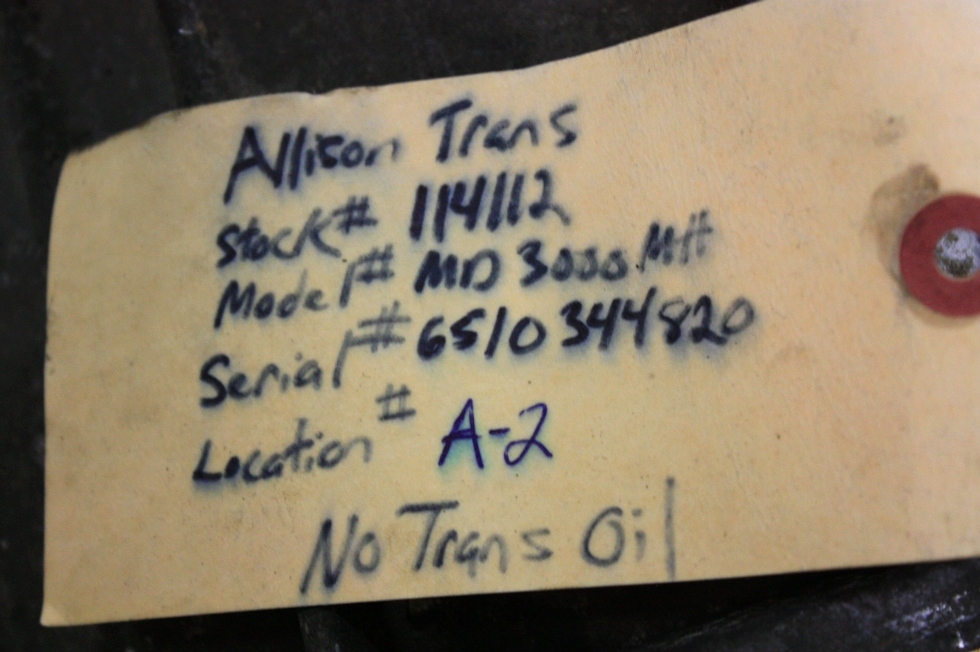 Allison Trans
Stock# 114112
Model# MD 3000 MH
Serial# 6510344820
Location# A-2
No Trans Oil